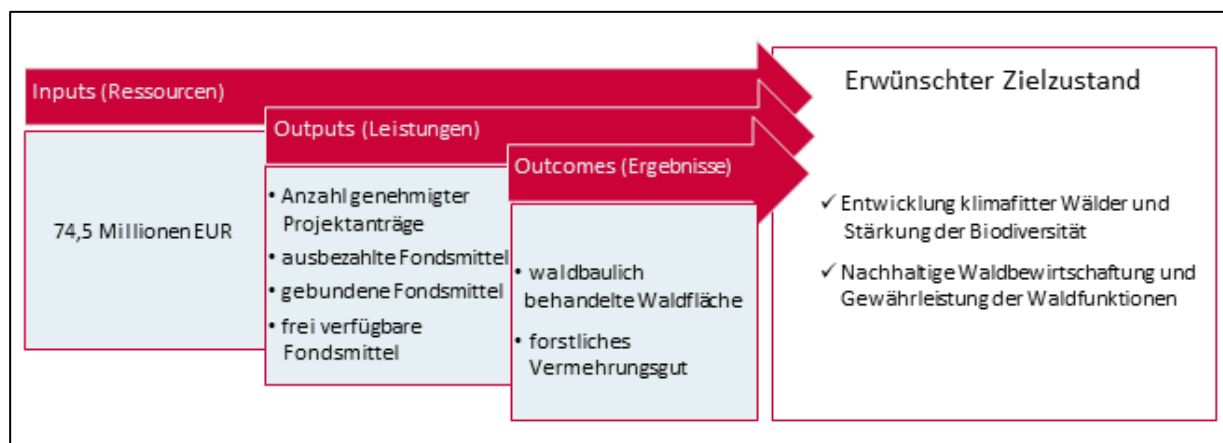 Inputs (Ressourcen)
74,5 Millionen EUR
Outputs (Leistungen)
• Anzahl genehmigter
Projektanträge
• ausbezahlte Fondsmittel
• gebundene Fondsmittel
• frei verfügbare
Fondsmittel
Outcomes (Ergebnisse)
• waldbaulich
behandelte Waldfläche
• forstliches
Vermehrungsgut
Erwünschter Zielzustand
✓ Entwicklung klimafitter Wälder und
Stärkung der Biodiversität
✓ Nachhaltige Waldbewirtschaftung und
Gewährleistung der Waldfunktionen